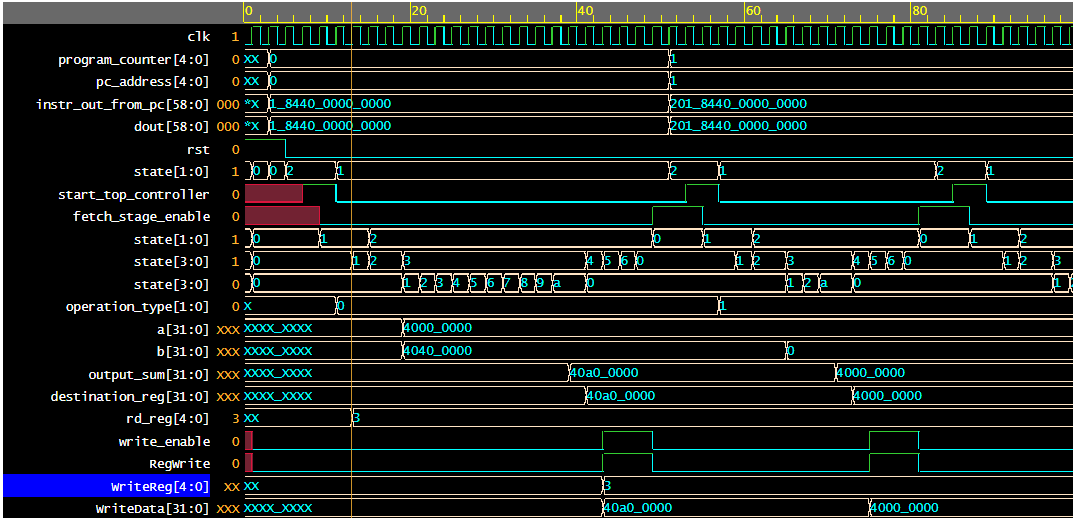 0 20 40 60 80
clk 1
program_counter[4:0] 0 XX 0 1
pc_address[4:0] 0 XX 0 1
instr_out_from_pc[58:0] 000 *X 1_8440_0000_0000 201_8440_0000_0000
dout[58:0] 000 *X 1_8440_0000_0000 201_8440_0000_0000
rst 0
state[1:0] 1 0 0 2 1 2 1 2 1
start_top_controller 0
fetch_stage_enable 0
state[1:0] 1 0 1 2 0 1 2 0 1 2
state[3:0] 1 0 1 2 3 4 5 6 0 1 2 3 4 5 6 0 1 2 3
state[3:0] 0 0 1 2 3 4 5 6 7 8 9 a 0 1 2 a 0 1
operation_type[1:0] 0 X 0 1
a[31:0] XXX XXXX_XXXX 4000_0000
b[31:0] XXX XXXX_XXXX 4040_0000 0
output_sum[31:0] XXX XXXX_XXXX 40a0_0000 4000_0000
destination_reg[31:0] XXX XXXX_XXXX 40a0_0000 4000_0000
rd_reg[4:0] 3 XX 3
write_enable 0
RegWrite 0
WriteReg[4:0] XX XX 3
WriteData[31:0] XXX XXXX_XXXX 40a0_0000 4000_0000